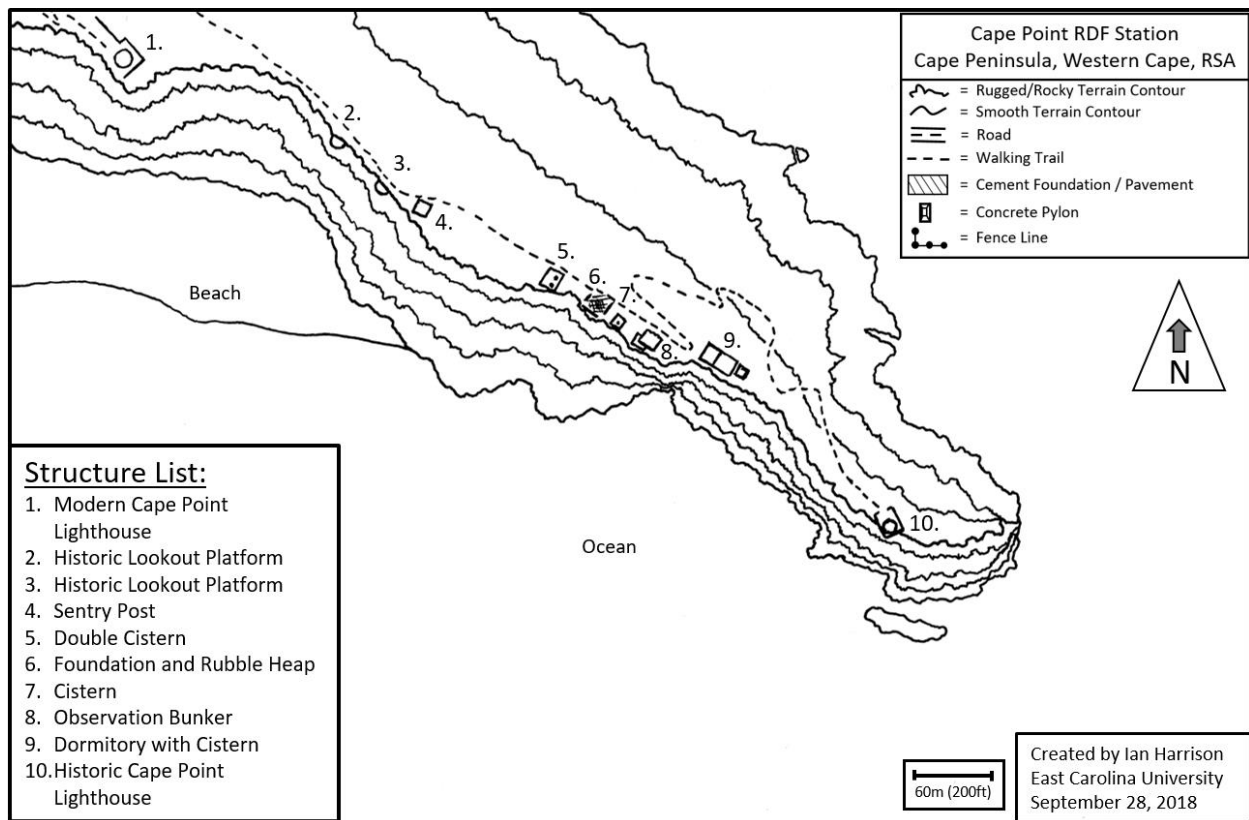 1.
2.
3.
4.
5.
6.
7.
8.
9.
10.
Beach
Ocean
Cape Point RDF Station
Cape Peninsula, Western Cape, RSA
= Rugged/Rocky Terrain Contour
= Smooth Terrain Contour
= Road
= Walking Trail
= Cement Foundation / Pavement
= Concrete Pylon
= Fence Line
N
Structure List:
1. Modern Cape Point
Lighthouse
2. Historic Lookout Platform
3. Historic Lookout Platform
4. Sentry Post
5. Double Cistern
6. Foundation and Rubble Heap
7. Cistern
8. Observation Bunker
9. Dormitory with Cistern
10. Historic Cape Point
Lighthouse
60m (200ft)
Created by Ian Harrison
East Carolina University
September 28, 2018